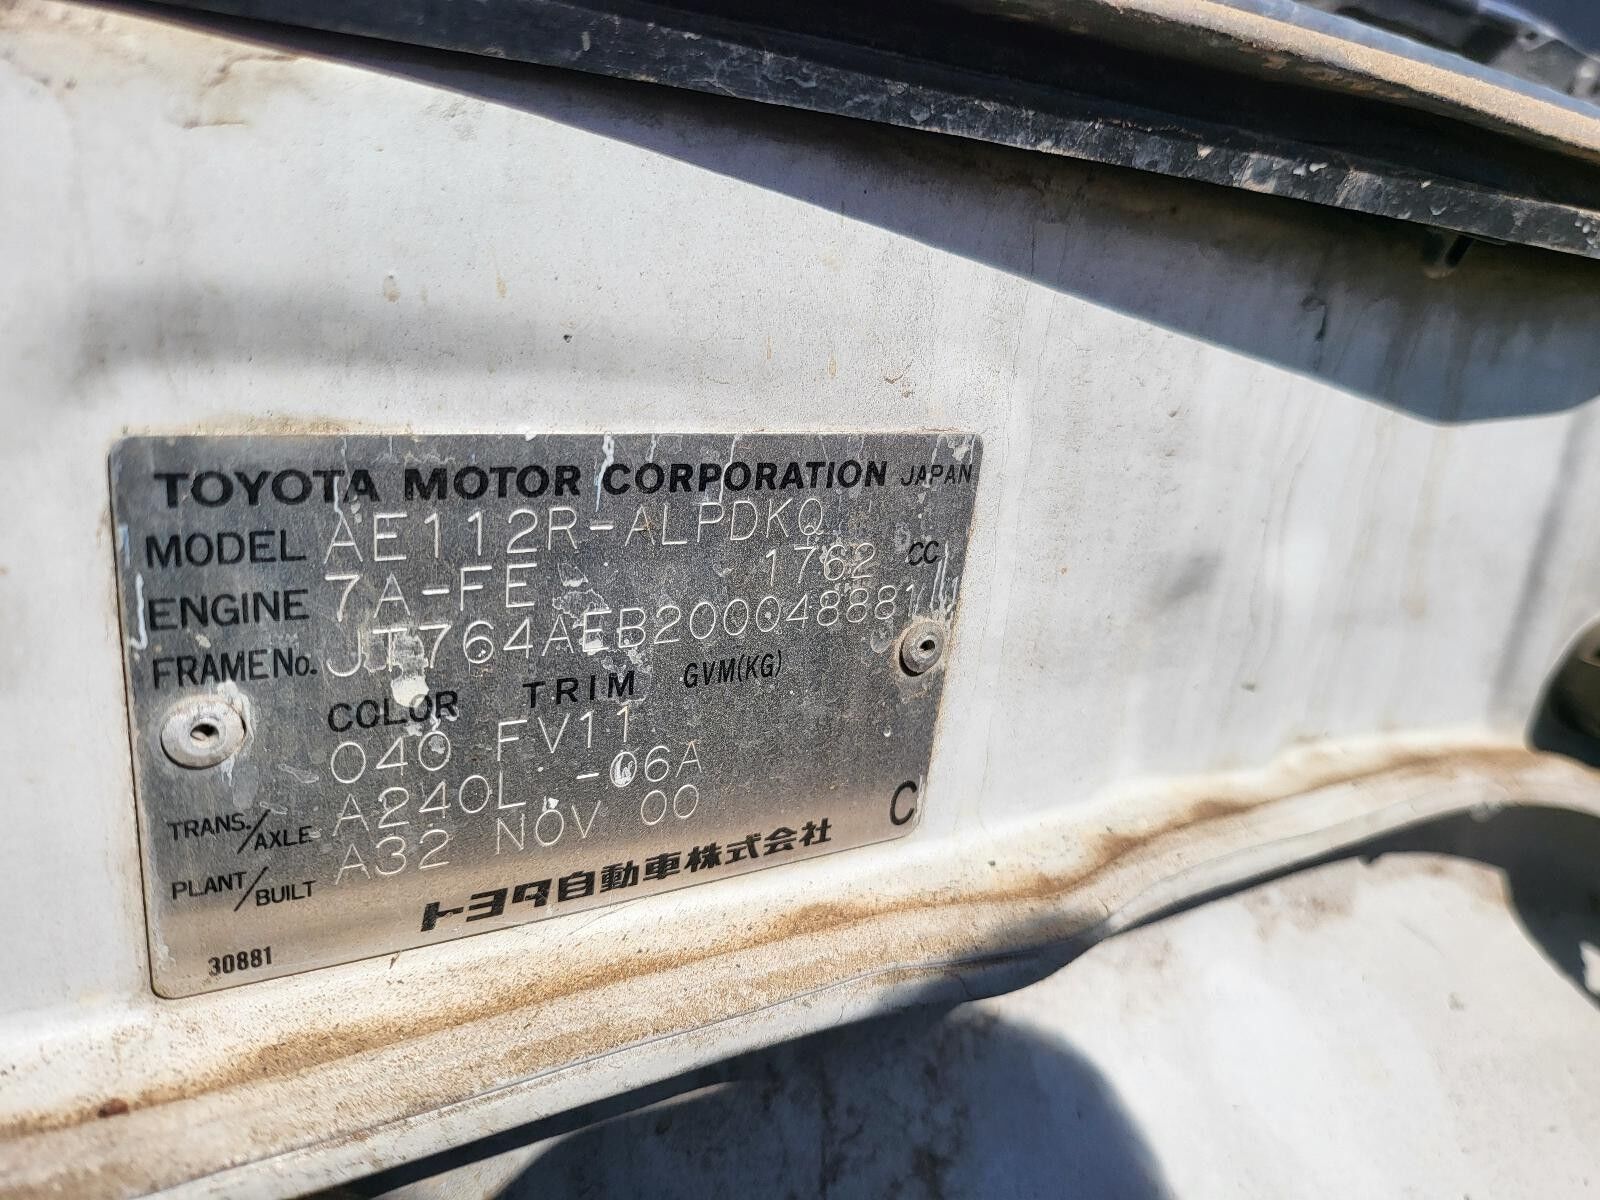 TOYOTA MOTOR CORPORATION JAPAN
MODEL AE112R-ALPDKQ
ENGINE 7A-FE 1762 CC
FRAME No. JT764AEB200048881
COLOR TRIM GVM(KG)
040 FV11
TRANS./AXLE A240L -06A
PLANT/BUILT A32 NOV 00
C
トヨタ自動車株式会社
30881